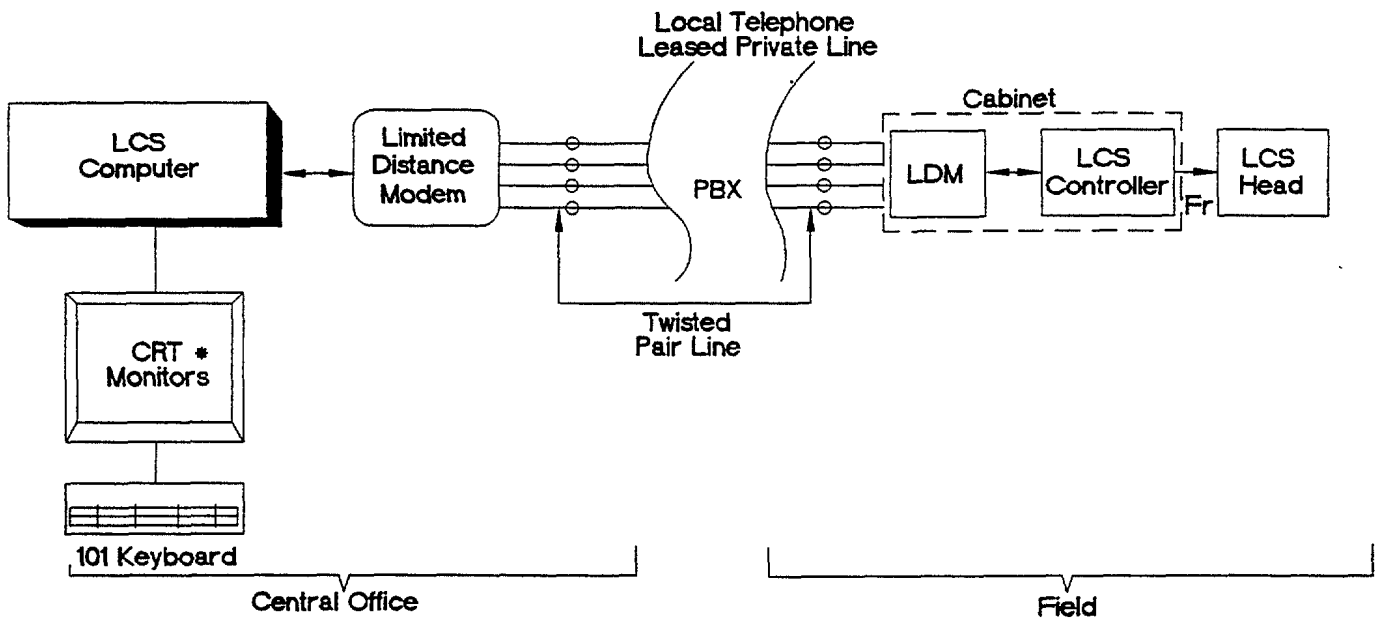 Local Telephone
Leased Private Line
Cabinet
LCS
Computer
Limited
Distance
Modem
PBX
LDM
LCS
Controller
Fr
LCS
Head
Twisted
Pair Line
CRT *
Monitors
101 Keyboard
Central Office
Field